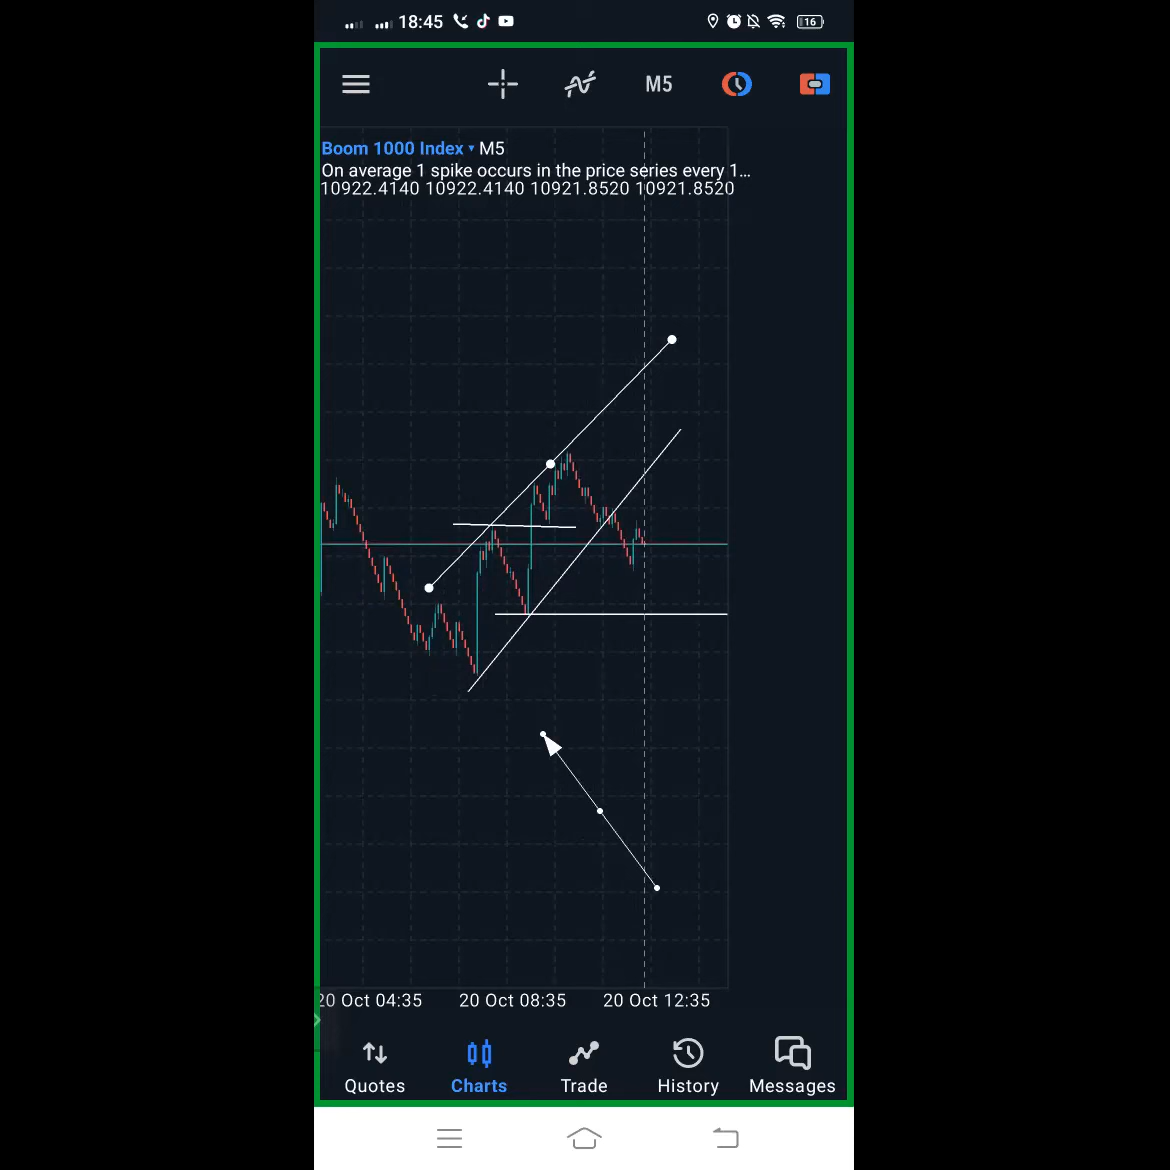 18:45
16
M5
Boom 1000 Index ▾ M5
On average 1 spike occurs in the price series every 1...
10922.4140 10922.4140 10921.8520 10921.8520
20 Oct 04:35 20 Oct 08:35 20 Oct 12:35
Quotes Charts Trade History Messages